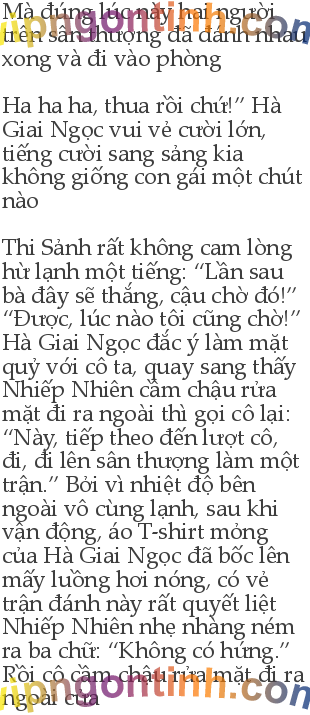 Mà đúng lúc này hai người
trên sân thượng đã đánh nhau
xong và đi vào phòng
Ha ha ha, thua rồi chứ!” Hà
Giai Ngọc vui vẻ cười lớn,
tiếng cười sang sảng kia
không giống con gái một chút
nào
Thi Sảnh rất không cam lòng
hừ lạnh một tiếng: “Lần sau
bà đây sẽ thắng, cậu chờ đó!”
“Được, lúc nào tôi cũng chờ!”
Hà Giai Ngọc đắc ý làm mặt
quỷ với cô ta, quay sang thấy
Nhiếp Nhiên cầm chậu rửa
mặt đi ra ngoài thì gọi cô lại:
“Này, tiếp theo đến lượt cô,
đi, đi lên sân thượng làm một
trận.” Bởi vì nhiệt độ bên
ngoài vô cùng lạnh, sau khi
vận động, áo T-shirt mỏng
của Hà Giai Ngọc đã bốc lên
mấy luồng hơi nóng, có vẻ
trận đánh này rất quyết liệt
Nhiếp Nhiên nhẹ nhàng ném
ra ba chữ: “Không có hứng.”
Rồi cô cầm chậu rửa mặt đi ra
ngoài cửa